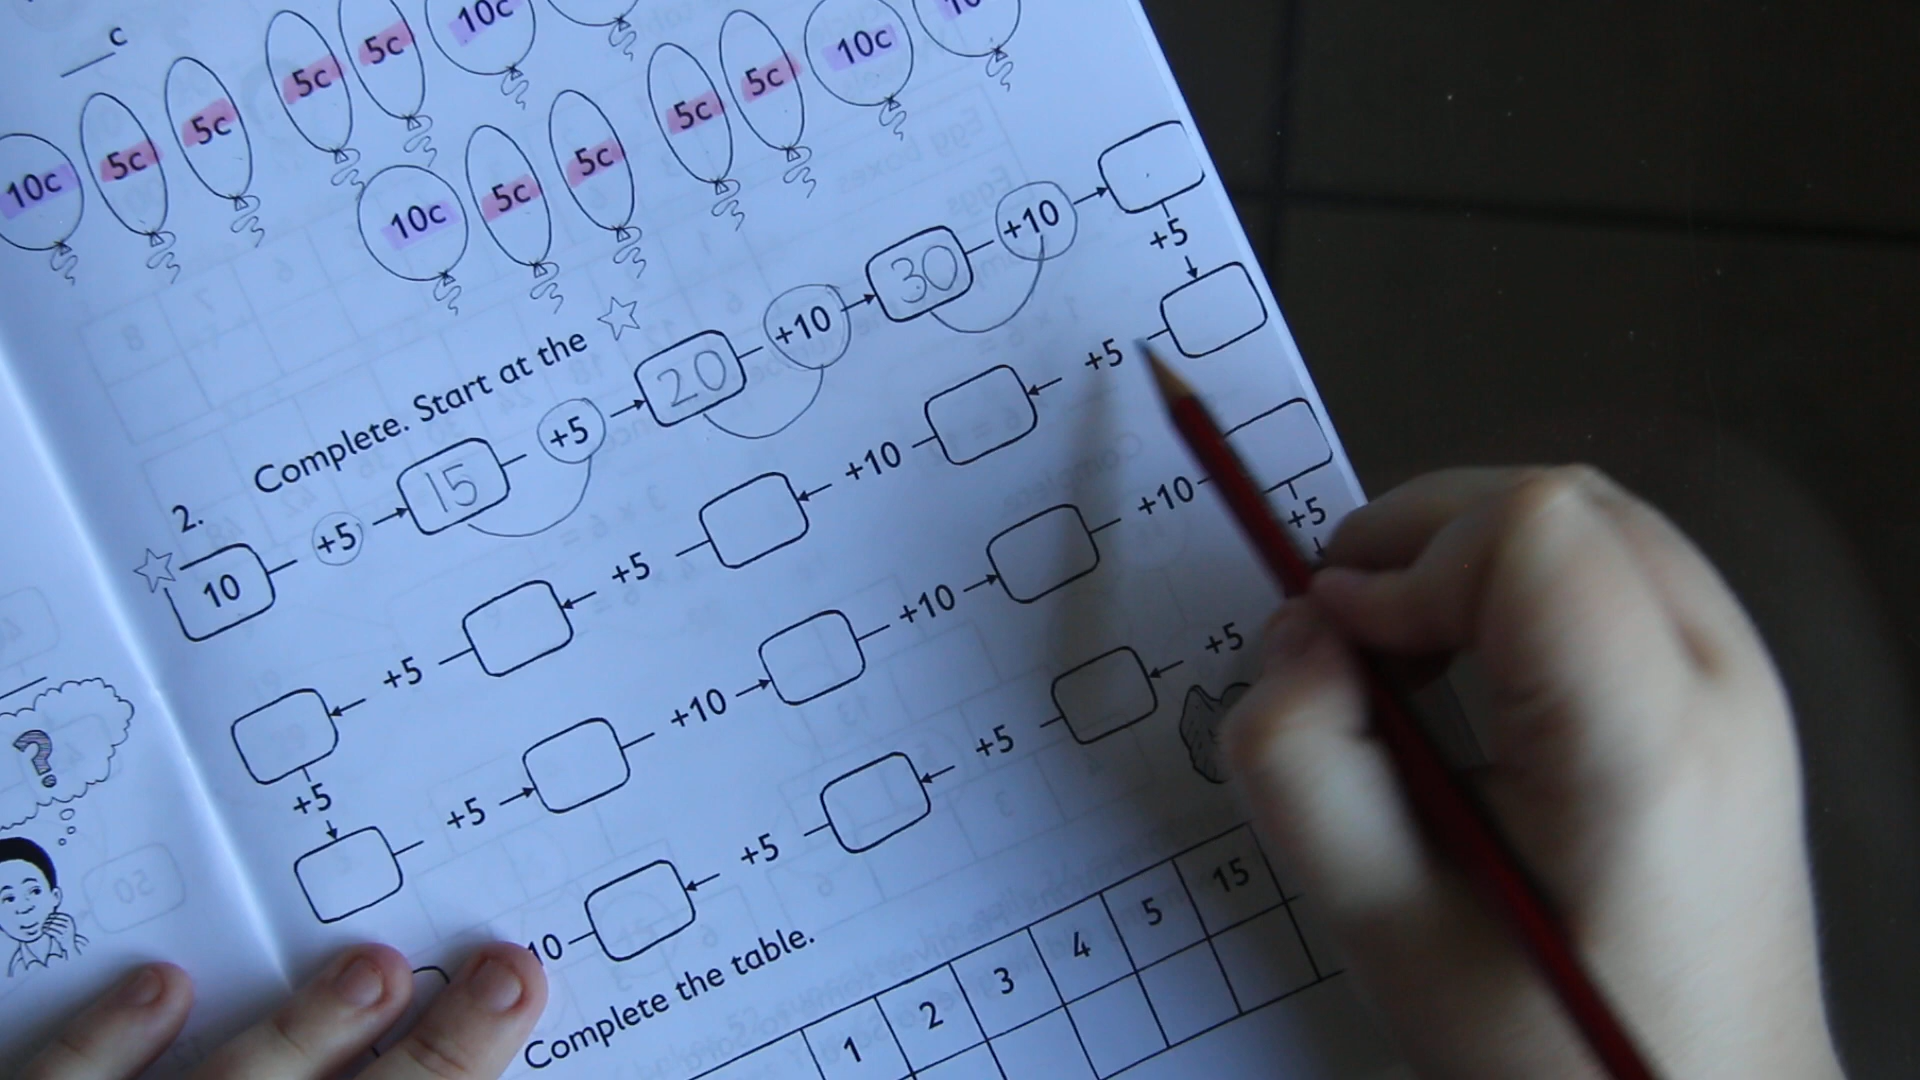 c
10c 5c 5c 5c 5c 10c
10c 5c 5c 5c 5c 10c
2. Complete. Start at the
10 +5 15 +5 20 +10 30 +10
+5
+5 +10 +5 +5
+5
+5 +10 +10 +10
+5
+5 +5 +5 10
?
Complete the table.
1 2 3 4 5 15